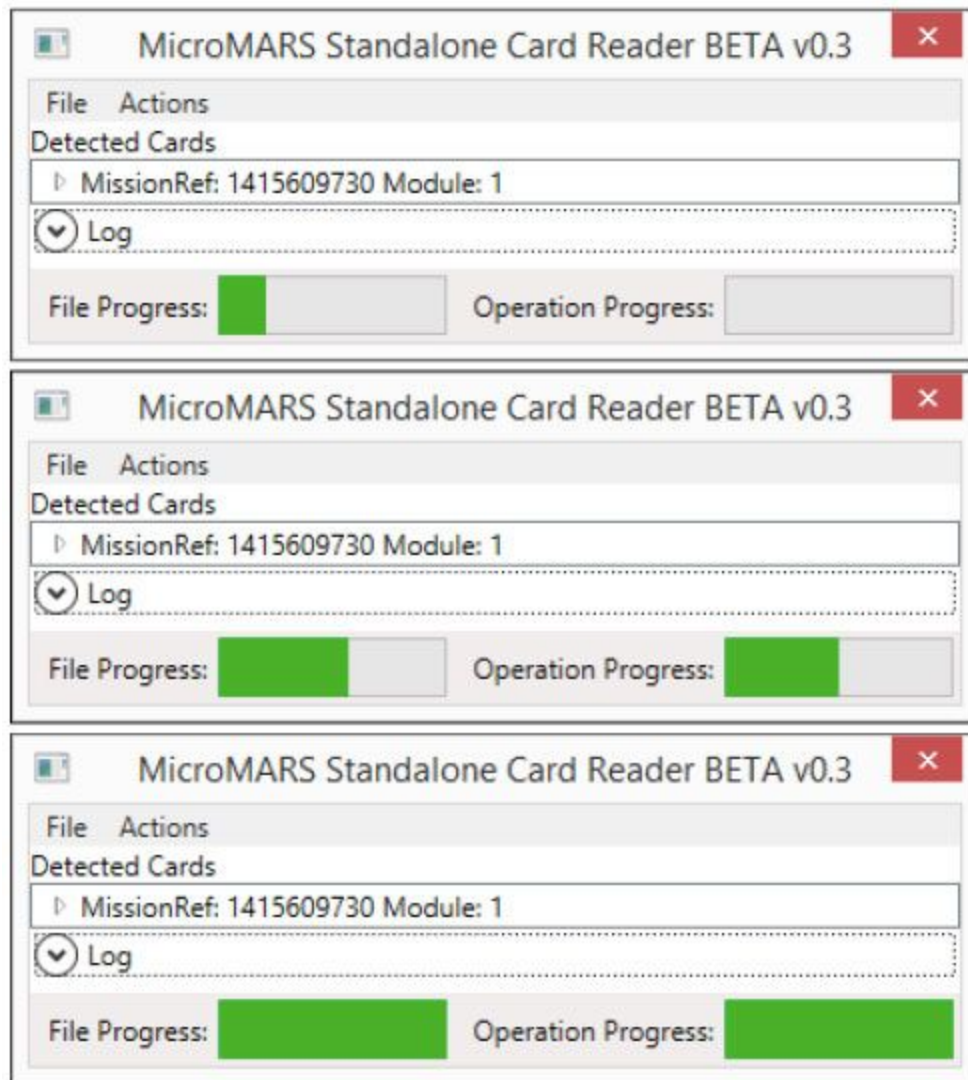 MicroMARS Standalone Card Reader BETA v0.3
File Actions
Detected Cards
MissionRef: 1415609730 Module: 1
Log
File Progress: Operation Progress:
MicroMARS Standalone Card Reader BETA v0.3
File Actions
Detected Cards
MissionRef: 1415609730 Module: 1
Log
File Progress: Operation Progress:
MicroMARS Standalone Card Reader BETA v0.3
File Actions
Detected Cards
MissionRef: 1415609730 Module: 1
Log
File Progress: Operation Progress: